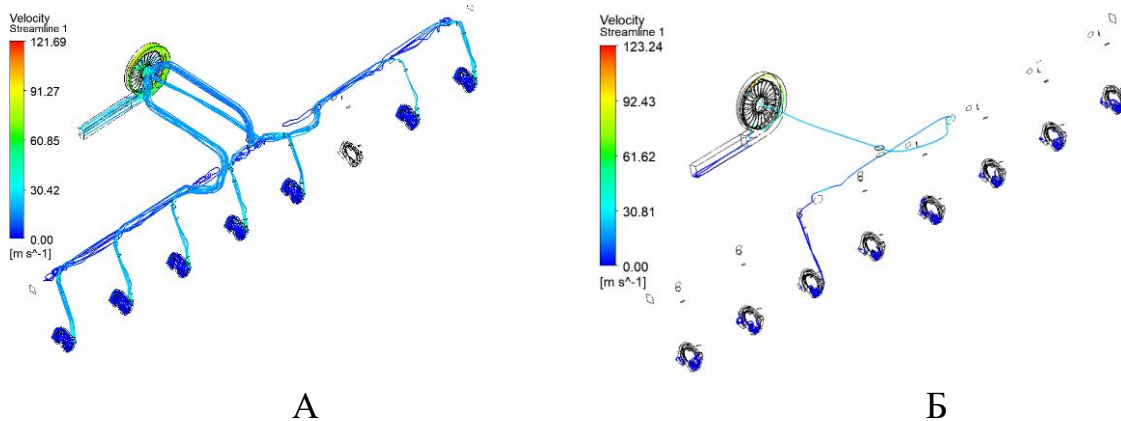 Velocity
Streamline 1
121.69
91.27
60.85
30.42
0.00
[m s^-1]
Velocity
Streamline 1
123.24
92.43
61.62
30.81
0.00
[m s^-1]
А
Б